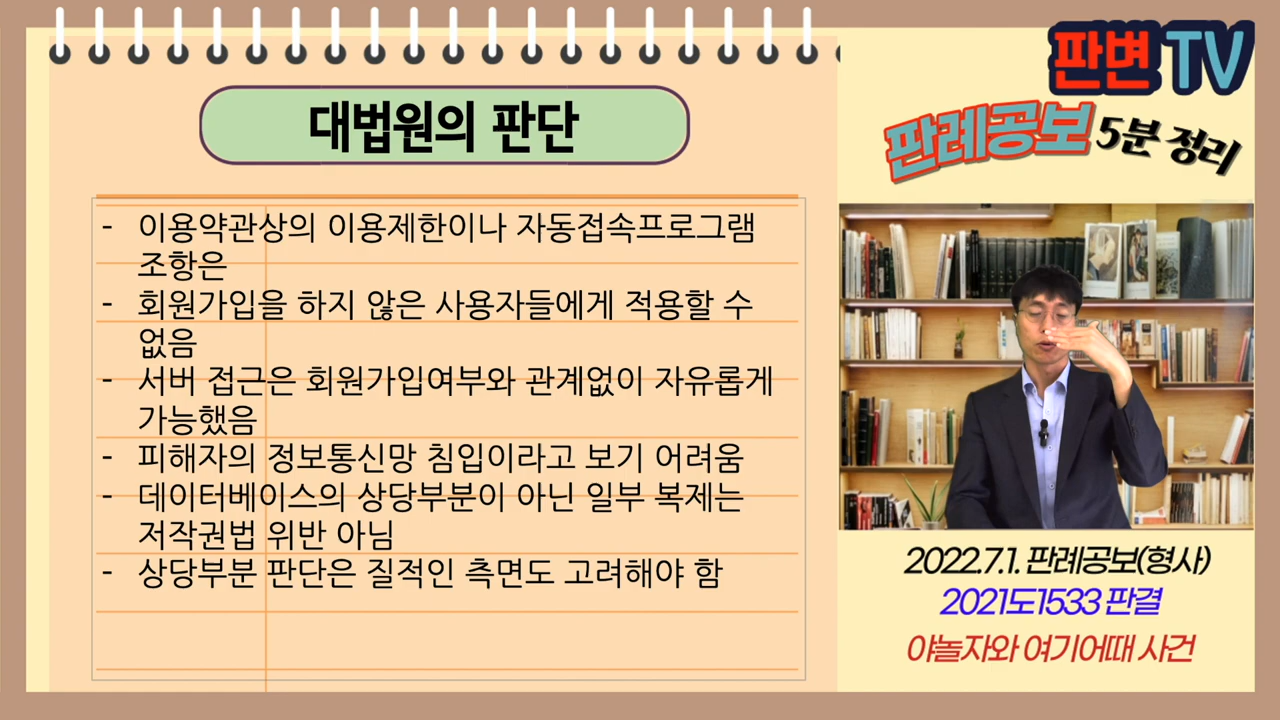 대법원의 판단
- 이용약관상의 이용제한이나 자동접속프로그램
조항은
- 회원가입을 하지 않은 사용자들에게 적용할 수
없음
- 서버 접근은 회원가입여부와 관계없이 자유롭게
가능했음
- 피해자의 정보통신망 침입이라고 보기 어려움
- 데이터베이스의 상당부분이 아닌 일부 복제는
저작권법 위반 아님
- 상당부분 판단은 질적인 측면도 고려해야 함
판변 TV
판례공보 5분 정리
2022.7.1. 판례공보(형사)
2021도1533 판결
야놀자와 여기어때 사건